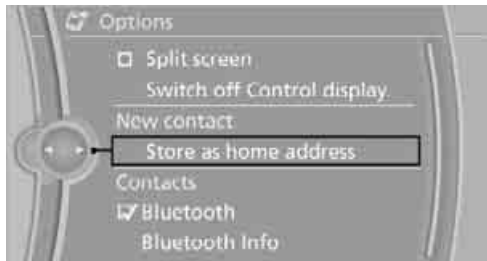 Options
Split screen
Switch off Control display
New contact
Store as home address
Contacts
Bluetooth
Bluetooth Info